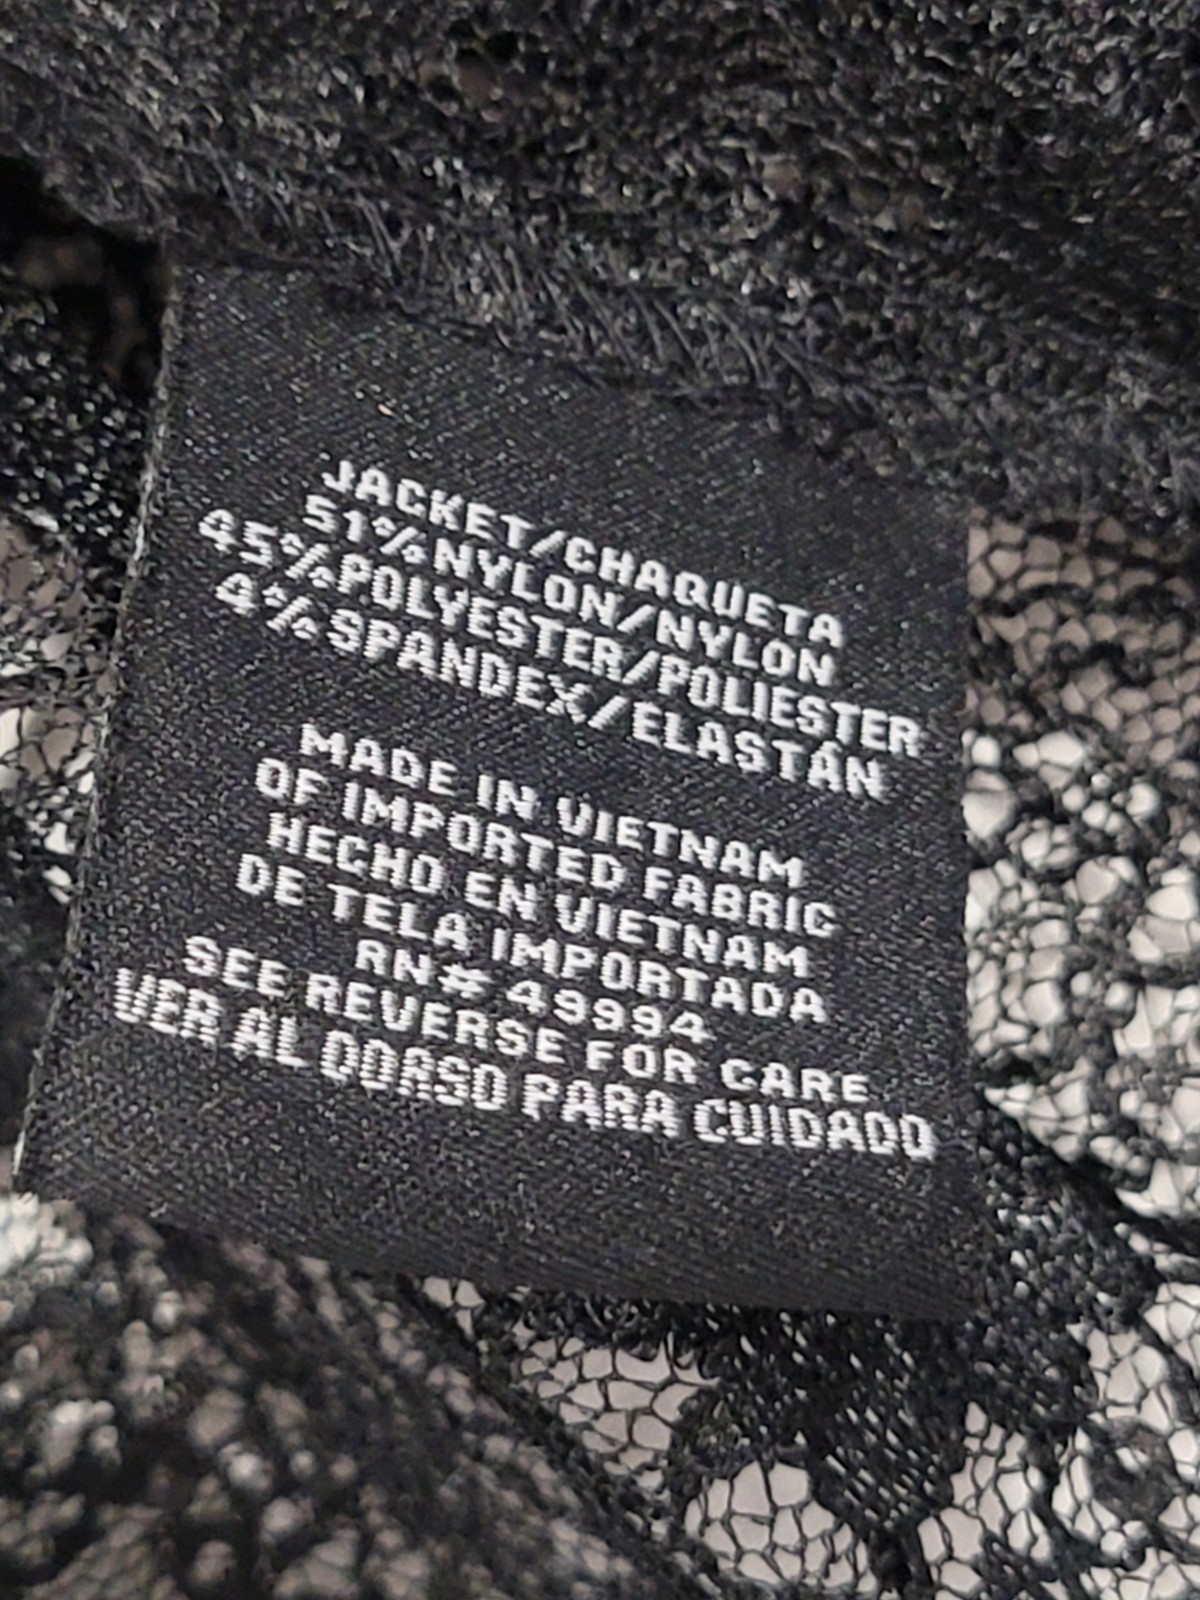 JACKET/CHAQUETA
51%NYLON/NYLON
45%POLYESTER/POLIESTER
4%SPANDEX/ELASTÁN
MADE IN VIETNAM
OF IMPORTED FABRIC
HECHO EN VIETNAM
DE TELA IMPORTADA
RN# 49994
SEE REVERSE FOR CARE
VER AL DORSO PARA CUIDADO